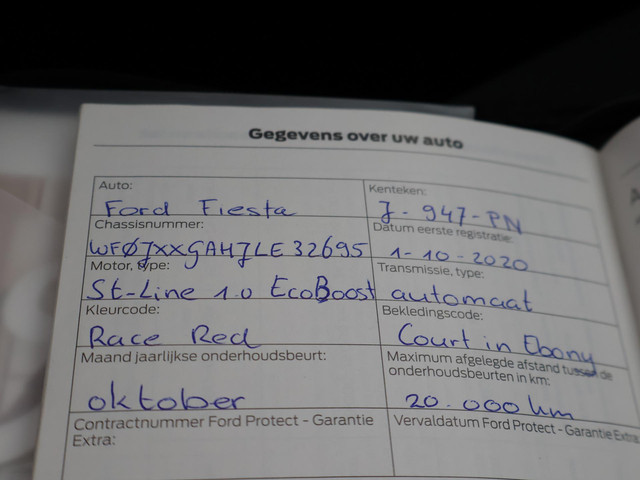 Gegevens over uw auto
Auto:
Ford Fiesta
Kenteken:
J-947-PN
Chassisnummer:
WFØJXXGAHJLE32695
Datum eerste registratie:
1-10-2020
Motor, type:
St-Line 1.0 EcoBoost
Transmissie, type:
automaat
Kleurcode:
Race Red
Bekledingscode:
Court in Ebony
Maand jaarlijkse onderhoudsbeurt:
oktober
Maximum afgelegde afstand tussen de
onderhoudsbeurten in km:
20.000 km
Contractnummer Ford Protect - Garantie
Extra:
Vervaldatum Ford Protect - Garantie Extra